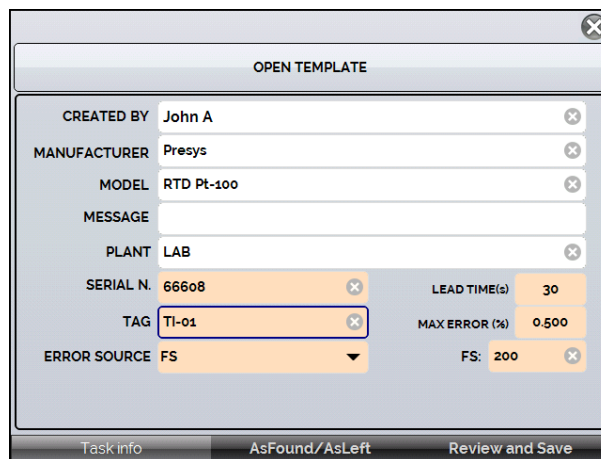 OPEN TEMPLATE
CREATED BY John A
MANUFACTURER Presys
MODEL RTD Pt-100
MESSAGE
PLANT LAB
SERIAL N. 66608 LEAD TIME(s) 30
TAG TI-01 MAX ERROR (%) 0.500
ERROR SOURCE FS FS: 200
Task info AsFound/AsLeft Review and Save